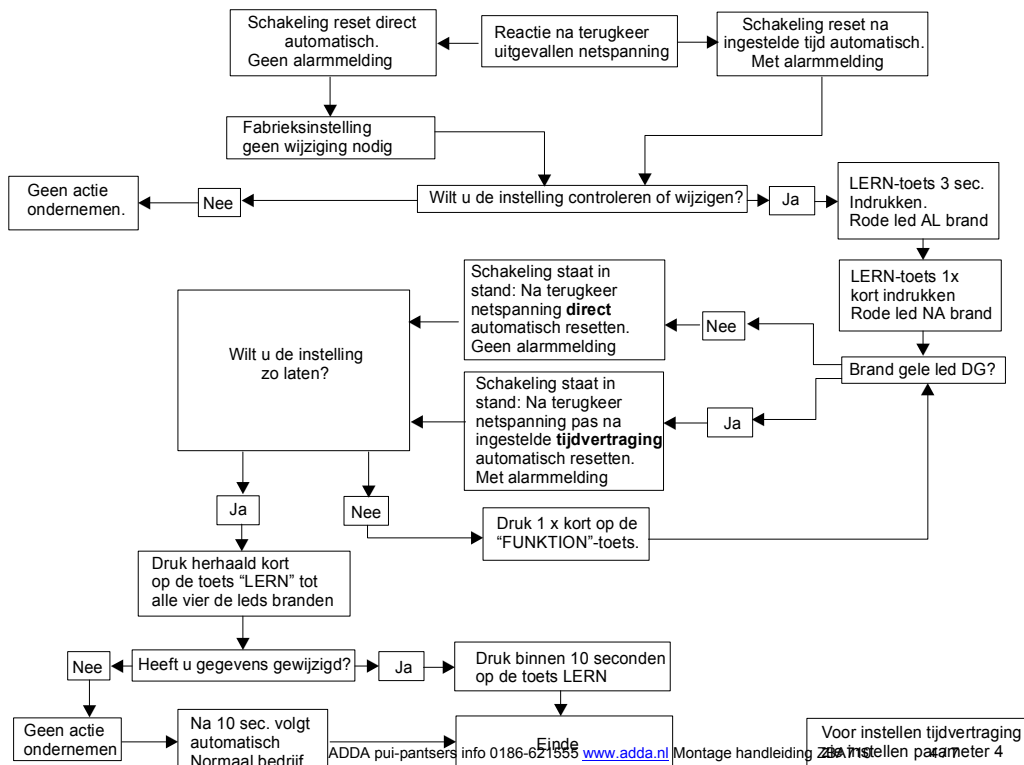 Schakeling reset direct
automatisch.
Geen alarmmelding
Reactie na terugkeer
uitgevallen netspanning
Schakeling reset na
ingestelde tijd automatisch.
Met alarmmelding
Fabrieksinstelling
geen wijziging nodig
Geen actie
ondernemen.
Nee
Wilt u de instelling controleren of wijzigen?
Ja
LERN-toets 3 sec.
Indrukken.
Rode led AL brand
LERN-toets 1x
kort indrukken
Rode led NA brand
Brand gele led DG?
Nee
Schakeling staat in
stand: Na terugkeer
netspanning direct
automatisch resetten.
Geen alarmmelding
Ja
Schakeling staat in
stand: Na terugkeer
netspanning pas na
ingestelde tijdvertraging
automatisch resetten.
Met alarmmelding
Wilt u de instelling
zo laten?
Ja
Nee
Druk 1 x kort op de
“FUNKTION”-toets.
Druk herhaald kort
op de toets “LERN” tot
alle vier de leds branden
Heeft u gegevens gewijzigd?
Nee
Ja
Druk binnen 10 seconden
op de toets LERN
Geen actie
ondernemen
Na 10 sec. volgt
automatisch
Normaal bedrijf
Einde
Voor instellen tijdvertraging
instellen parameter 4
ADDA pui-pantsers info 0186-621555 www.adda.nl Montage handleiding